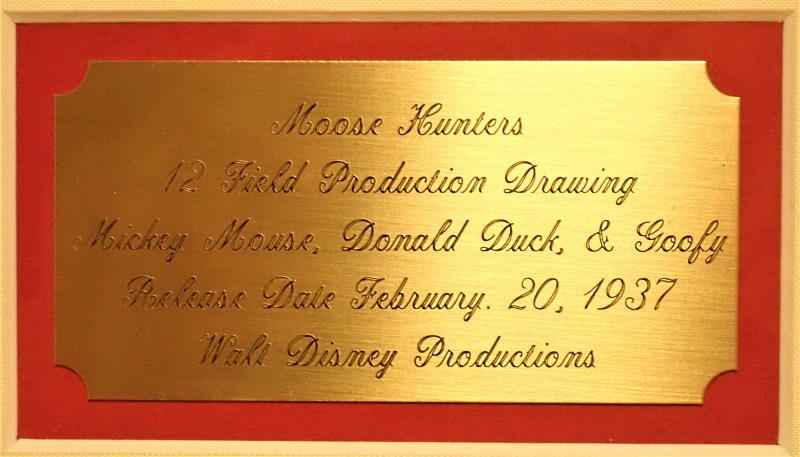 Moose Hunters
12 Field Production Drawing
Mickey Mouse, Donald Duck, & Goofy
Release Date February. 20, 1937
Walt Disney Productions